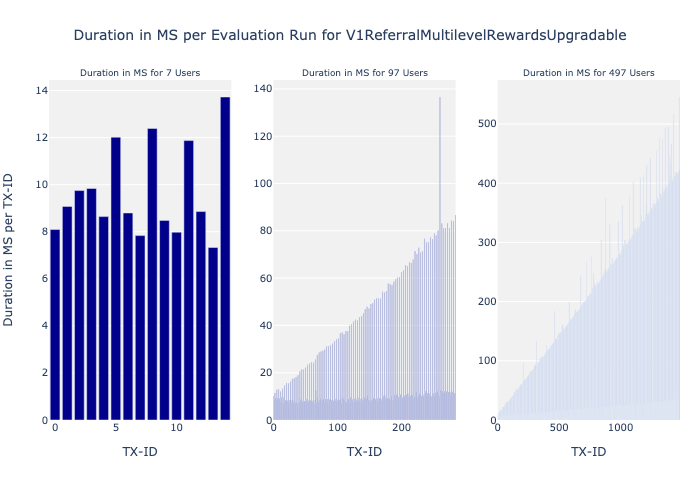 Duration in MS per Evaluation Run for V1ReferralMultilevelRewardsUpgradable
Duration in MS for 7 Users
Duration in MS for 97 Users
Duration in MS for 497 Users
Duration in MS per TX-ID
14
12
10
8
6
4
2
0
0 5 10
TX-ID
140
120
100
80
60
40
20
0
0 100 200
TX-ID
500
400
300
200
100
0
0 500 1000
TX-ID